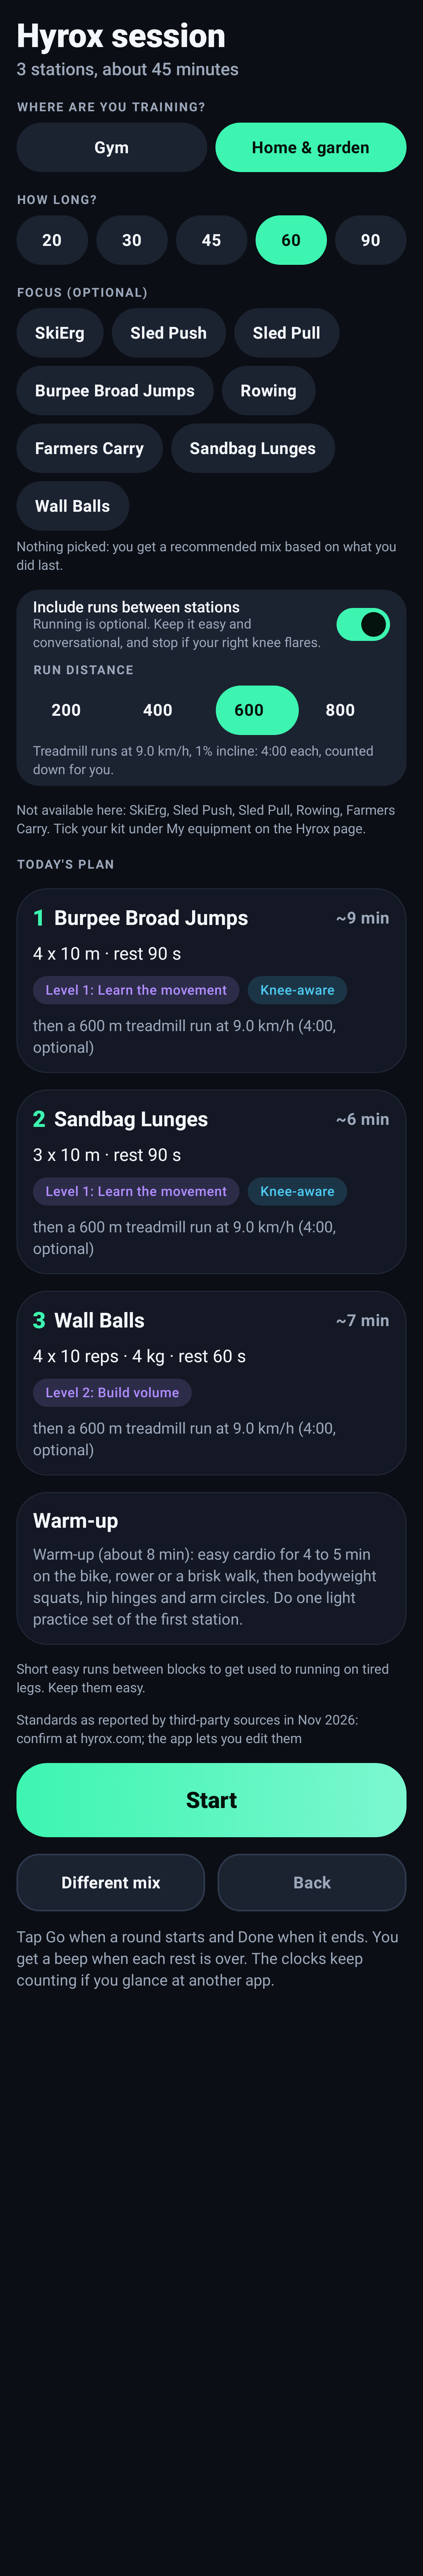 Hyrox session
3 stations, about 45 minutes
WHERE ARE YOU TRAINING?
Gym
Home & garden
HOW LONG?
20
30
45
60
90
FOCUS (OPTIONAL)
SkiErg
Sled Push
Sled Pull
Burpee Broad Jumps
Rowing
Farmers Carry
Sandbag Lunges
Wall Balls
Nothing picked: you get a recommended mix based on what you
did last.
Include runs between stations
Running is optional. Keep it easy and
conversational, and stop if your right knee flares.
RUN DISTANCE
200
400
600
800
Treadmill runs at 9.0 km/h, 1% incline: 4:00 each, counted
down for you.
Not available here: SkiErg, Sled Push, Sled Pull, Rowing, Farmers
Carry. Tick your kit under My equipment on the Hyrox page.
TODAY'S PLAN
1 Burpee Broad Jumps
~9 min
4 x 10 m · rest 90 s
Level 1: Learn the movement
Knee-aware
then a 600 m treadmill run at 9.0 km/h (4:00,
optional)
2 Sandbag Lunges
~6 min
3 x 10 m · rest 90 s
Level 1: Learn the movement
Knee-aware
then a 600 m treadmill run at 9.0 km/h (4:00,
optional)
3 Wall Balls
~7 min
4 x 10 reps · 4 kg · rest 60 s
Level 2: Build volume
then a 600 m treadmill run at 9.0 km/h (4:00,
optional)
Warm-up
Warm-up (about 8 min): easy cardio for 4 to 5 min
on the bike, rower or a brisk walk, then bodyweight
squats, hip hinges and arm circles. Do one light
practice set of the first station.
Short easy runs between blocks to get used to running on tired
legs. Keep them easy.
Standards as reported by third-party sources in Nov 2026:
confirm at hyrox.com; the app lets you edit them
Start
Different mix
Back
Tap Go when a round starts and Done when it ends. You
get a beep when each rest is over. The clocks keep
counting if you glance at another app.